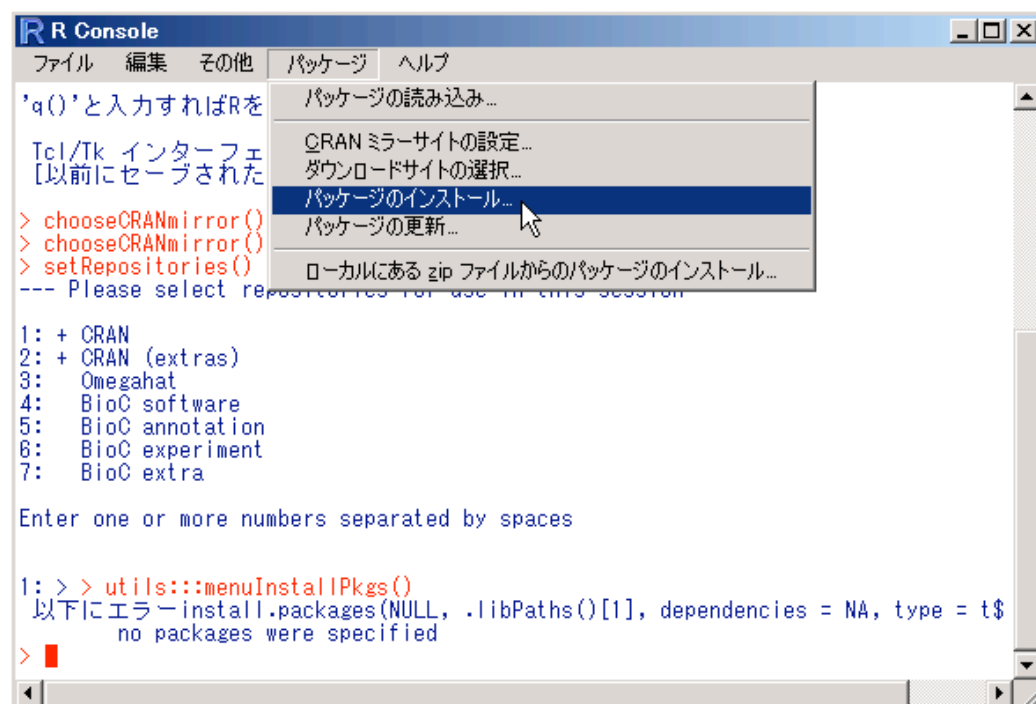 R Console
ファイル 編集 その他 パッケージ ヘルプ
'q()'と入力すればRを
Tcl/Tk インターフェ
[以前にセーブされた
パッケージの読み込み...
CRAN ミラーサイトの設定...
ダウンロードサイトの選択...
パッケージのインストール...
パッケージの更新...
ローカルにある zip ファイルからのパッケージのインストール...
> chooseCRANmirror()
> chooseCRANmirror()
> setRepositories()
--- Please select repositories for use in this session
1: + CRAN
2: + CRAN (extras)
3: Omegahat
4: BioC software
5: BioC annotation
6: BioC experiment
7: BioC extra
Enter one or more numbers separated by spaces
1: > > utils:::menuInstallPkgs()
以下にエラーinstall.packages(NULL, .libPaths()[1], dependencies = NA, type = t$
no packages were specified
>